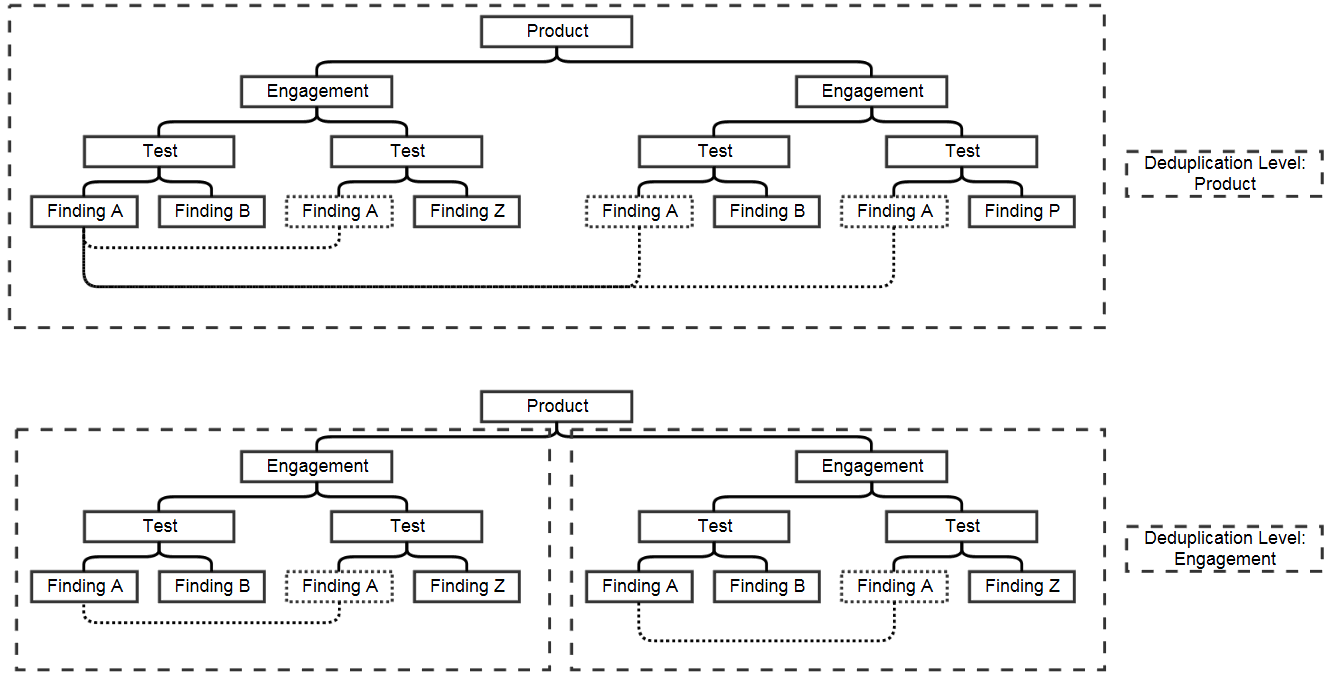 Product
Engagement
Engagement
Test
Test
Test
Test
Deduplication Level:
Product
Finding A
Finding B
Finding A
Finding Z
Finding A
Finding B
Finding A
Finding P
Product
Engagement
Engagement
Test
Test
Test
Test
Deduplication Level:
Engagement
Finding A
Finding B
Finding A
Finding Z
Finding A
Finding B
Finding A
Finding Z